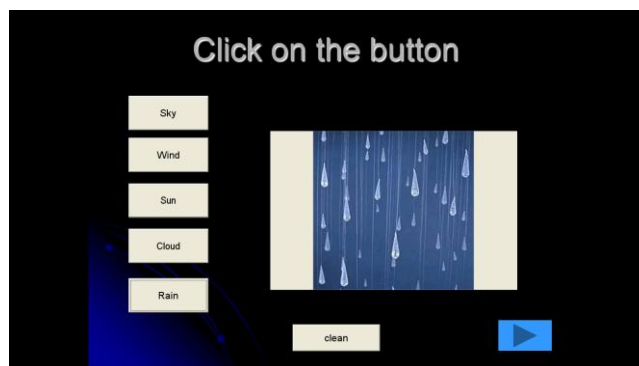 Click on the button
Sky
Wind
Sun
Cloud
Rain
clean